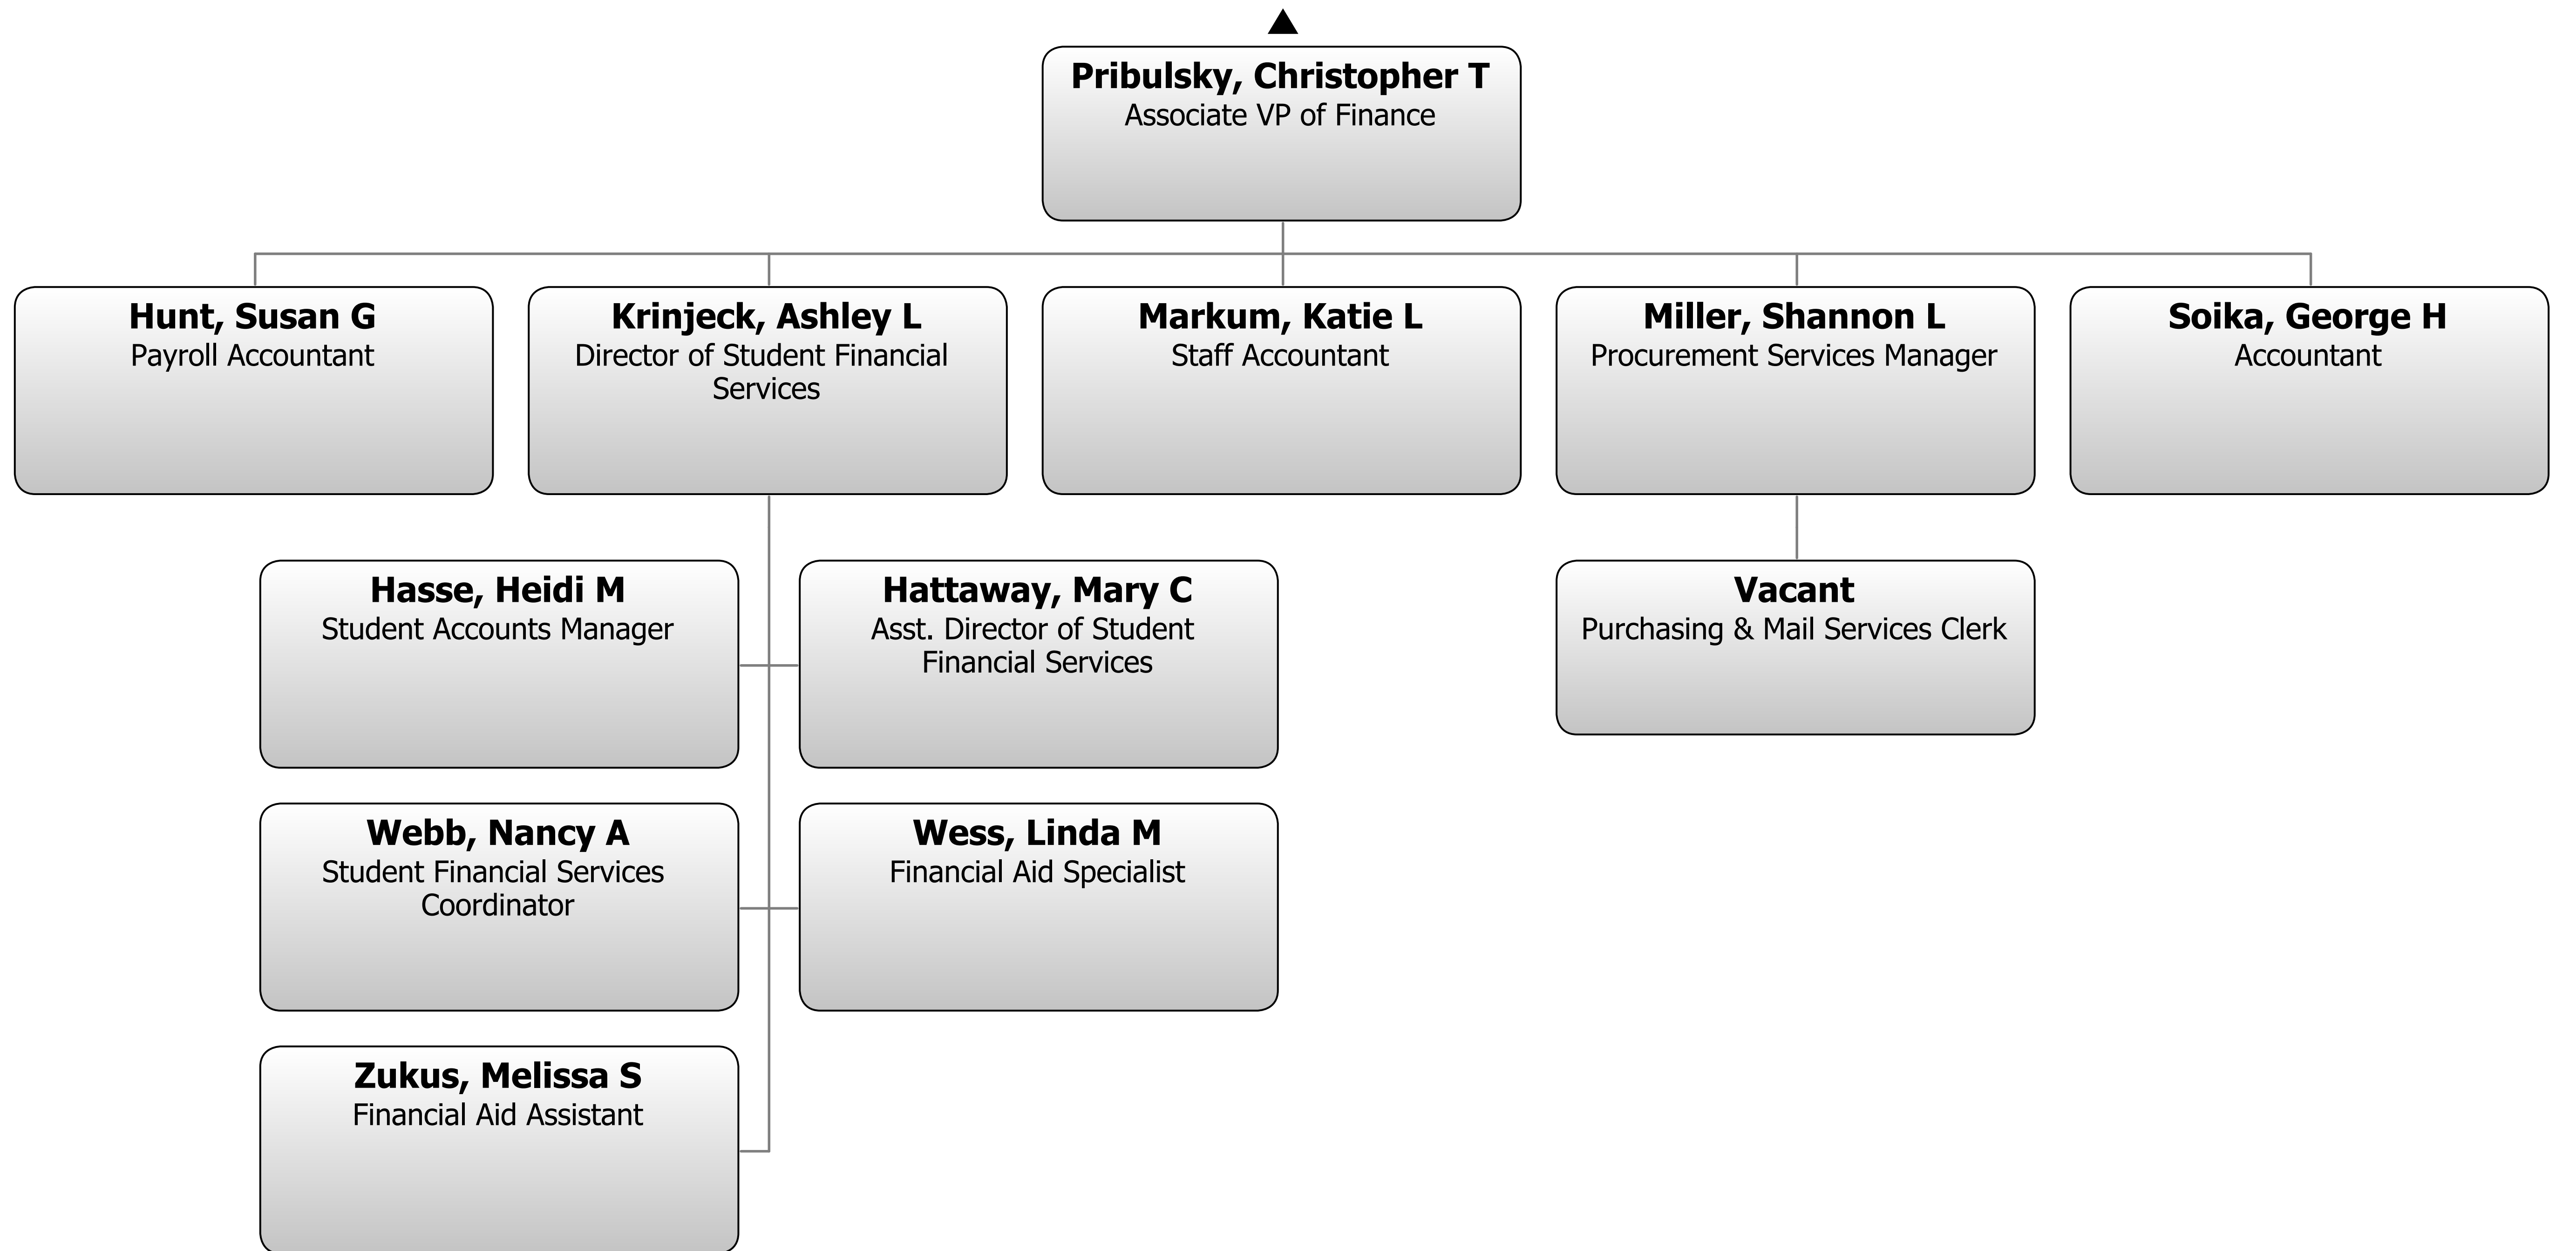 Pribulsky, Christopher T
Associate VP of Finance
Hunt, Susan G
Payroll Accountant
Krinjeck, Ashley L
Director of Student Financial
Services
Markum, Katie L
Staff Accountant
Miller, Shannon L
Procurement Services Manager
Soika, George H
Accountant
Hasse, Heidi M
Student Accounts Manager
Hattaway, Mary C
Asst. Director of Student
Financial Services
Vacant
Purchasing & Mail Services Clerk
Webb, Nancy A
Student Financial Services
Coordinator
Wess, Linda M
Financial Aid Specialist
Zukus, Melissa S
Financial Aid Assistant